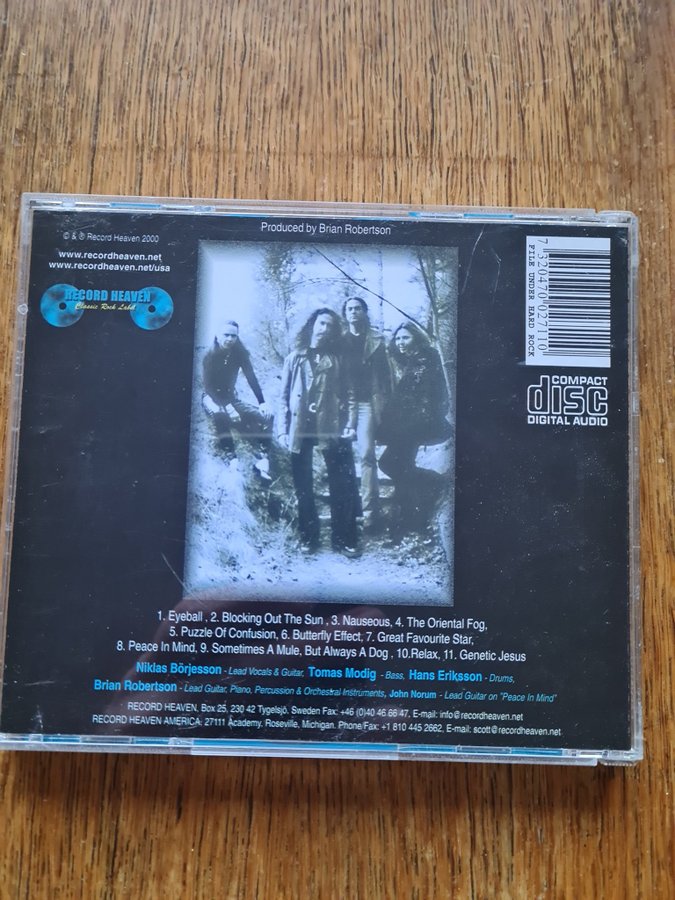 Produced by Brian Robertson
© & ℗ Record Heaven 2000
www.recordheaven.net
www.recordheaven.net/usa
RECORD HEAVEN
Classic Rock Label
7 320470 027110
FILE UNDER HARD ROCK
COMPACT
disc
DIGITAL AUDIO
1. Eyeball , 2. Blocking Out The Sun , 3. Nauseous, 4. The Oriental Fog,
5. Puzzle Of Confusion, 6. Butterfly Effect, 7. Great Favourite Star,
8. Peace In Mind, 9. Sometimes A Mule, But Always A Dog , 10.Relax, 11. Genetic Jesus
Niklas Börjesson - Lead Vocals & Guitar, Tomas Modig - Bass, Hans Eriksson - Drums,
Brian Robertson - Lead Guitar, Piano, Percussion & Orchestral Instruments, John Norum - Lead Guitar on "Peace In Mind"
RECORD HEAVEN, Box 25, 230 42 Tygelsjö. Sweden Fax: +46 (0)40 46.66 47, E-mail: info@recordheaven.net
RECORD HEAVEN AMERICA: 27111 Academy. Roseville, Michigan. Phone/Fax: +1 810 445 2662, E-mail: scott@recordheaven.net